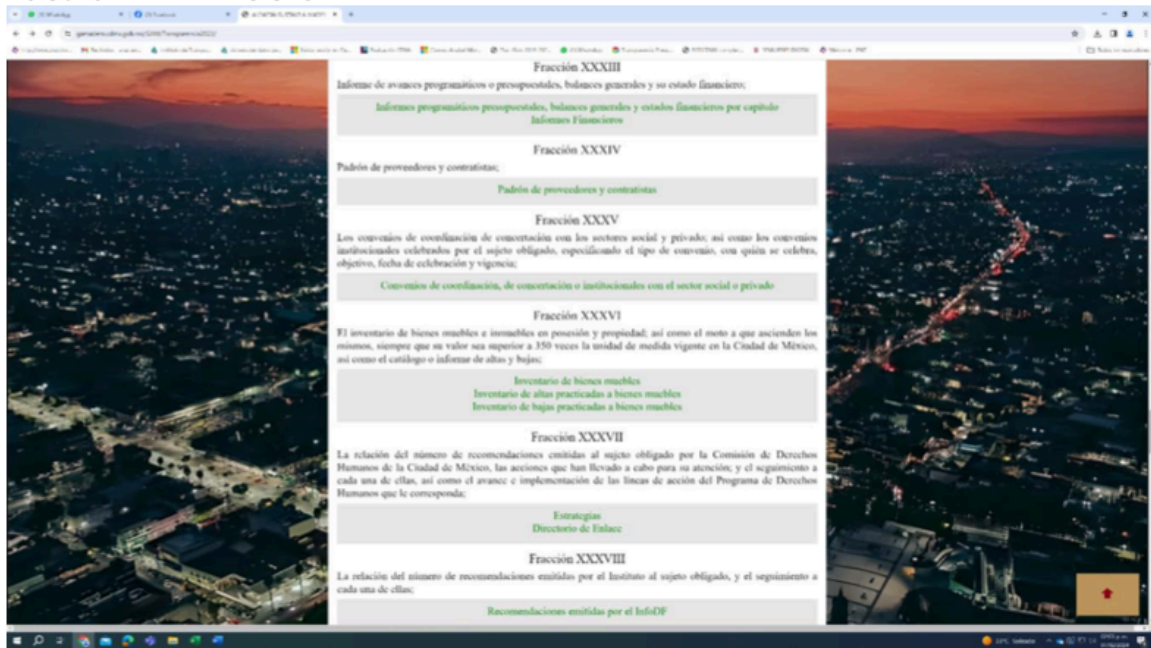 Fracción XXXIII
Informe de avances programáticos o presupuestales, balances generales y su estado financiero;
Informes programáticos presupuestales, balances generales y estados financieros por capítulo
Informes Financieros
Fracción XXXIV
Padrón de proveedores y contratistas;
Padrón de proveedores y contratistas
Fracción XXXV
Los convenios de coordinación de concertación con los sectores social y privado; así como los convenios
institucionales celebrados por el sujeto obligado, especificando el tipo de convenio, con quién se celebra,
objetivo, fecha de celebración y vigencia;
Convenios de coordinación, de concertación o institucionales con el sector social o privado
Fracción XXXVI
El inventario de bienes muebles e inmuebles en posesión y propiedad; así como el moto a que ascienden los
mismos, siempre que su valor sea superior a 350 veces la unidad de medida vigente en la Ciudad de México,
así como el catálogo o informe de altas y bajas;
Inventario de bienes muebles
Inventario de altas practicadas a bienes muebles
Inventario de bajas practicadas a bienes muebles
Fracción XXXVII
La relación del número de recomendaciones emitidas al sujeto obligado por la Comisión de Derechos
Humanos de la Ciudad de México, las acciones que han llevado a cabo para su atención; y el seguimiento a
cada una de ellas, así como el avance e implementación de las líneas de acción del Programa de Derechos
Humanos que le corresponda;
Estrategias
Directorio de Enlace
Fracción XXXVIII
La relación del número de recomendaciones emitidas por el Instituto al sujeto obligado, y el seguimiento a
cada una de ellas;
Recomendaciones emitidas por el InfoDF